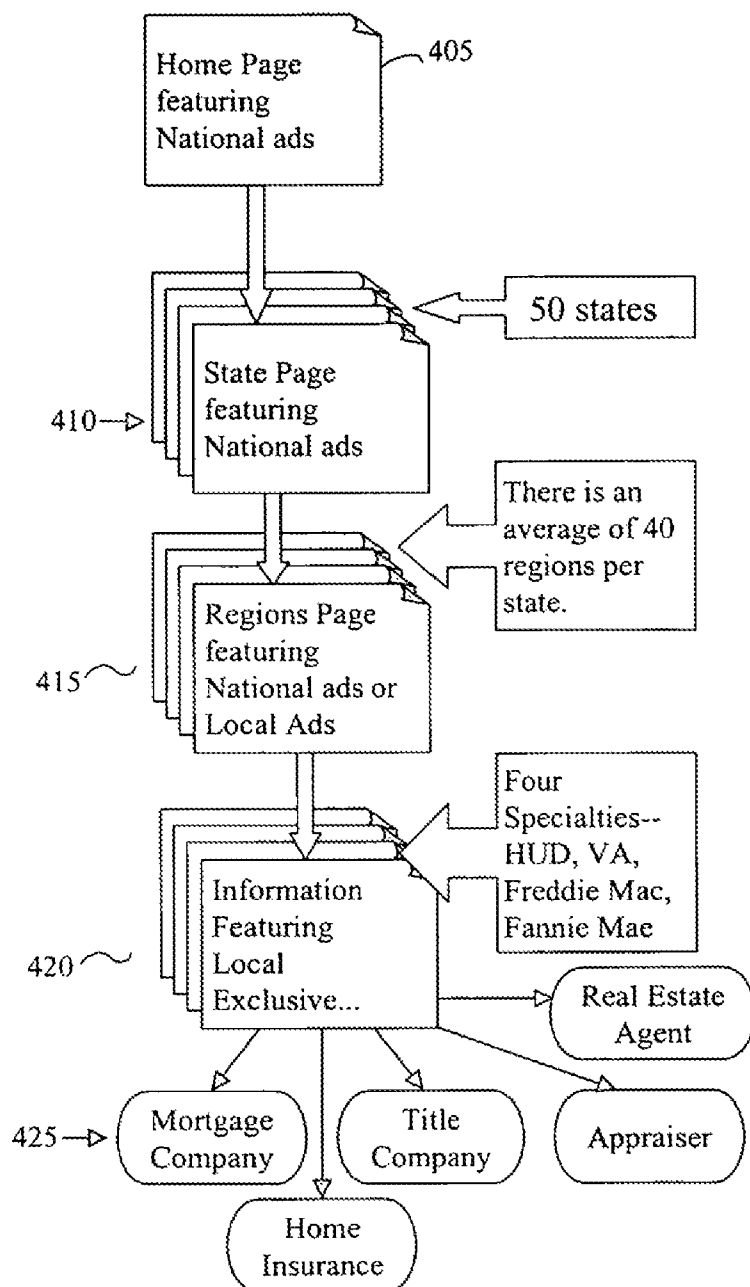 Home Page
featuring
National ads
405
50 states
State Page
featuring
National ads
410
There is an
average of 40
regions per
state.
Regions Page
featuring
National ads or
Local Ads
415
Four
Specialties--
HUD, VA,
Freddie Mac,
Fannie Mae
Information
Featuring
Local
Exclusive...
420
Real Estate
Agent
425
Mortgage
Company
Title
Company
Appraiser
Home
Insurance